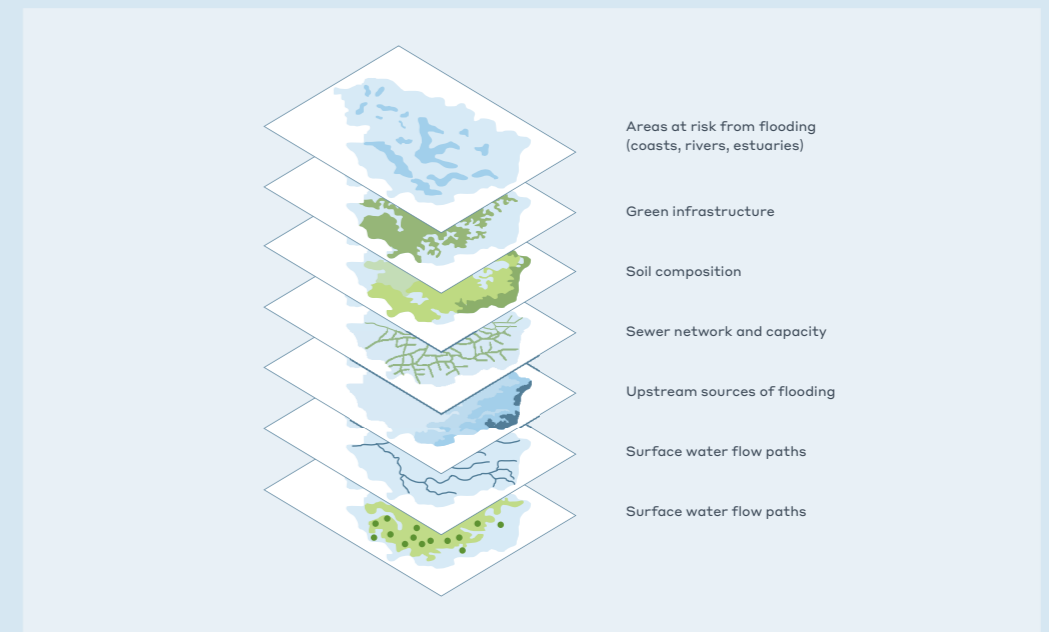 Areas at risk from flooding
(coasts, rivers, estuaries)
Green infrastructure
Soil composition
Sewer network and capacity
Upstream sources of flooding
Surface water flow paths
Surface water flow paths